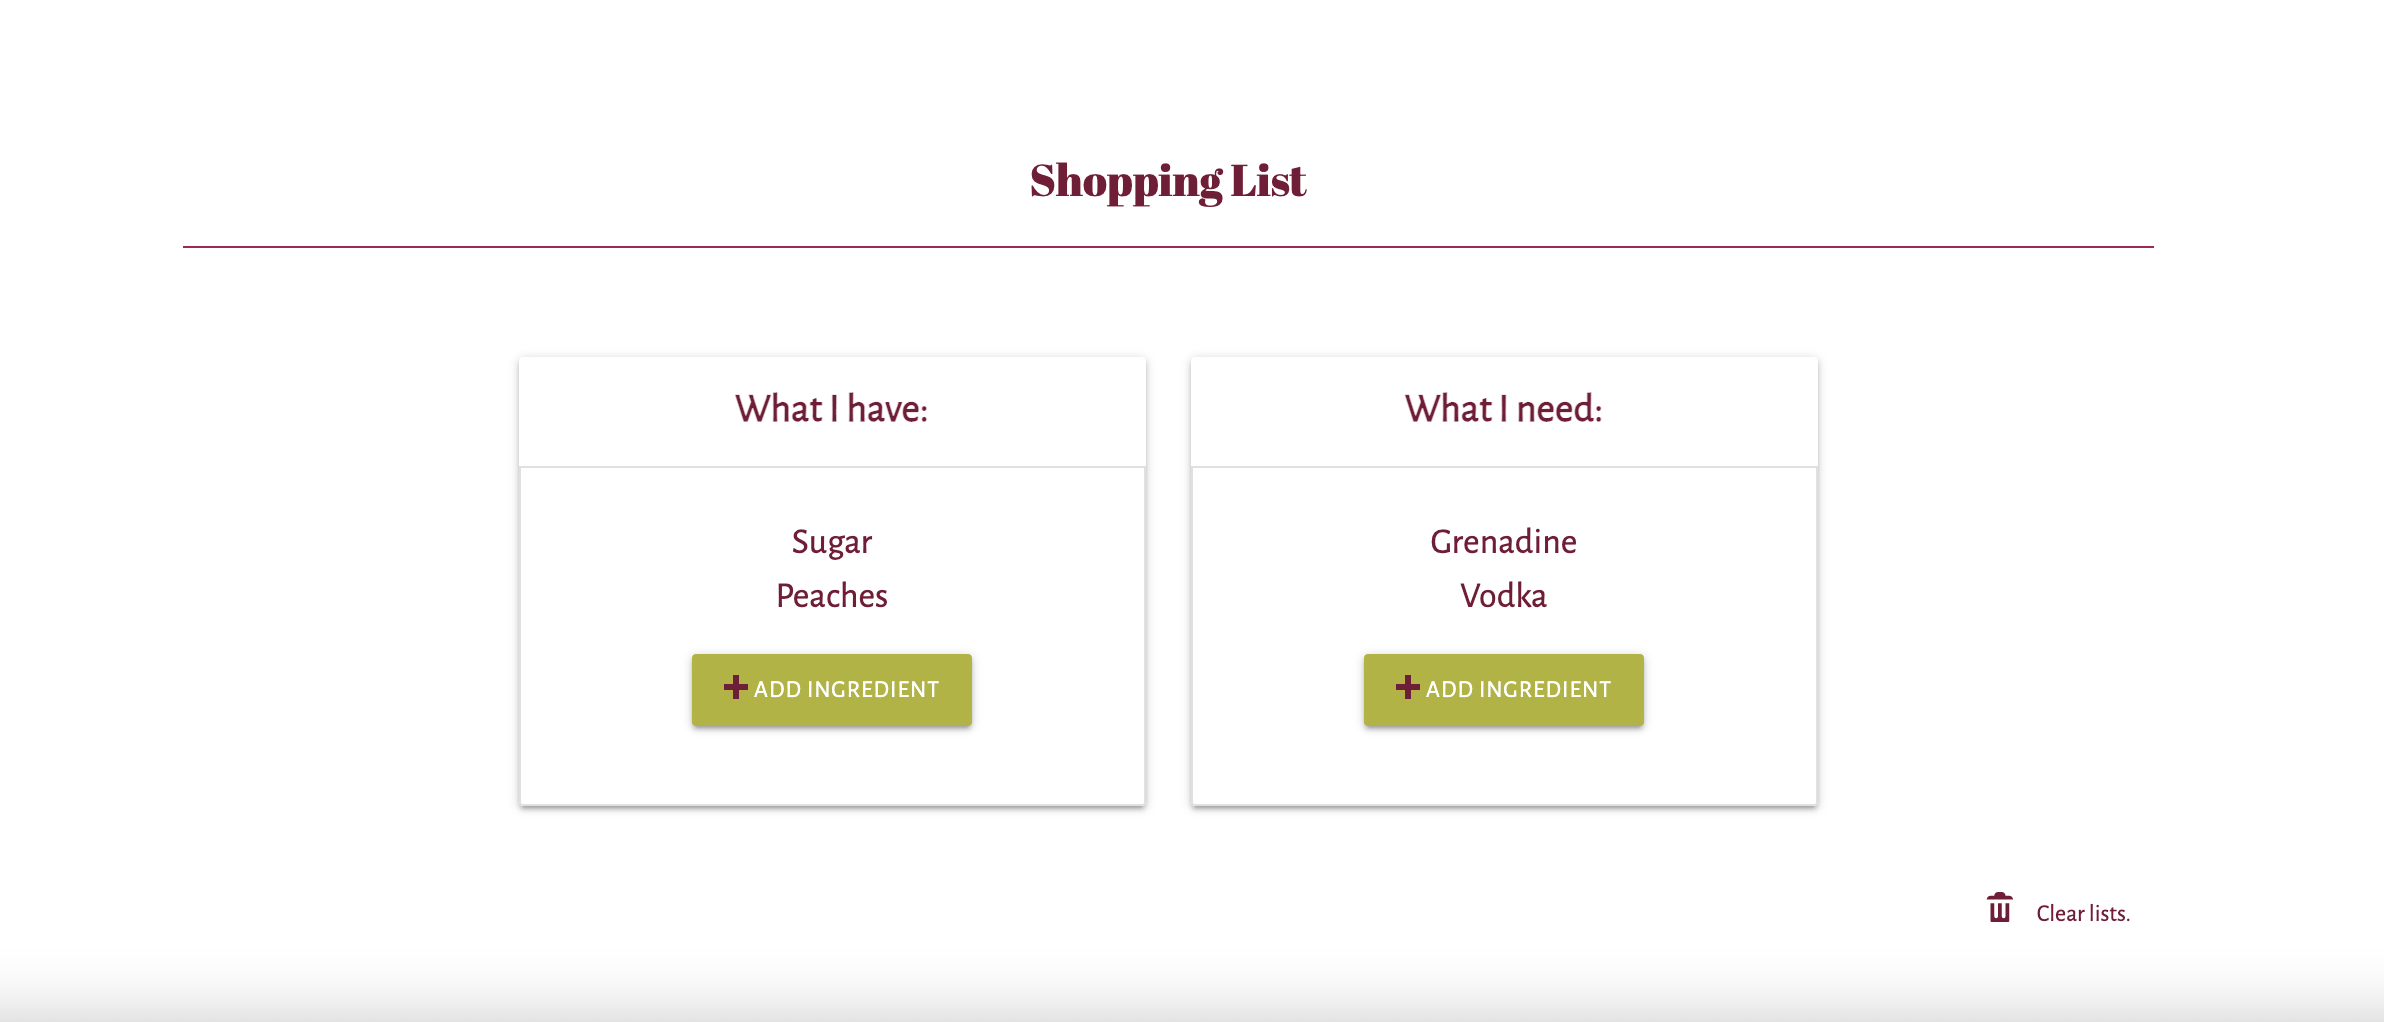 Shopping List
What I have:
Sugar
Peaches
ADD INGREDIENT
What I need:
Grenadine
Vodka
ADD INGREDIENT
Clear lists.